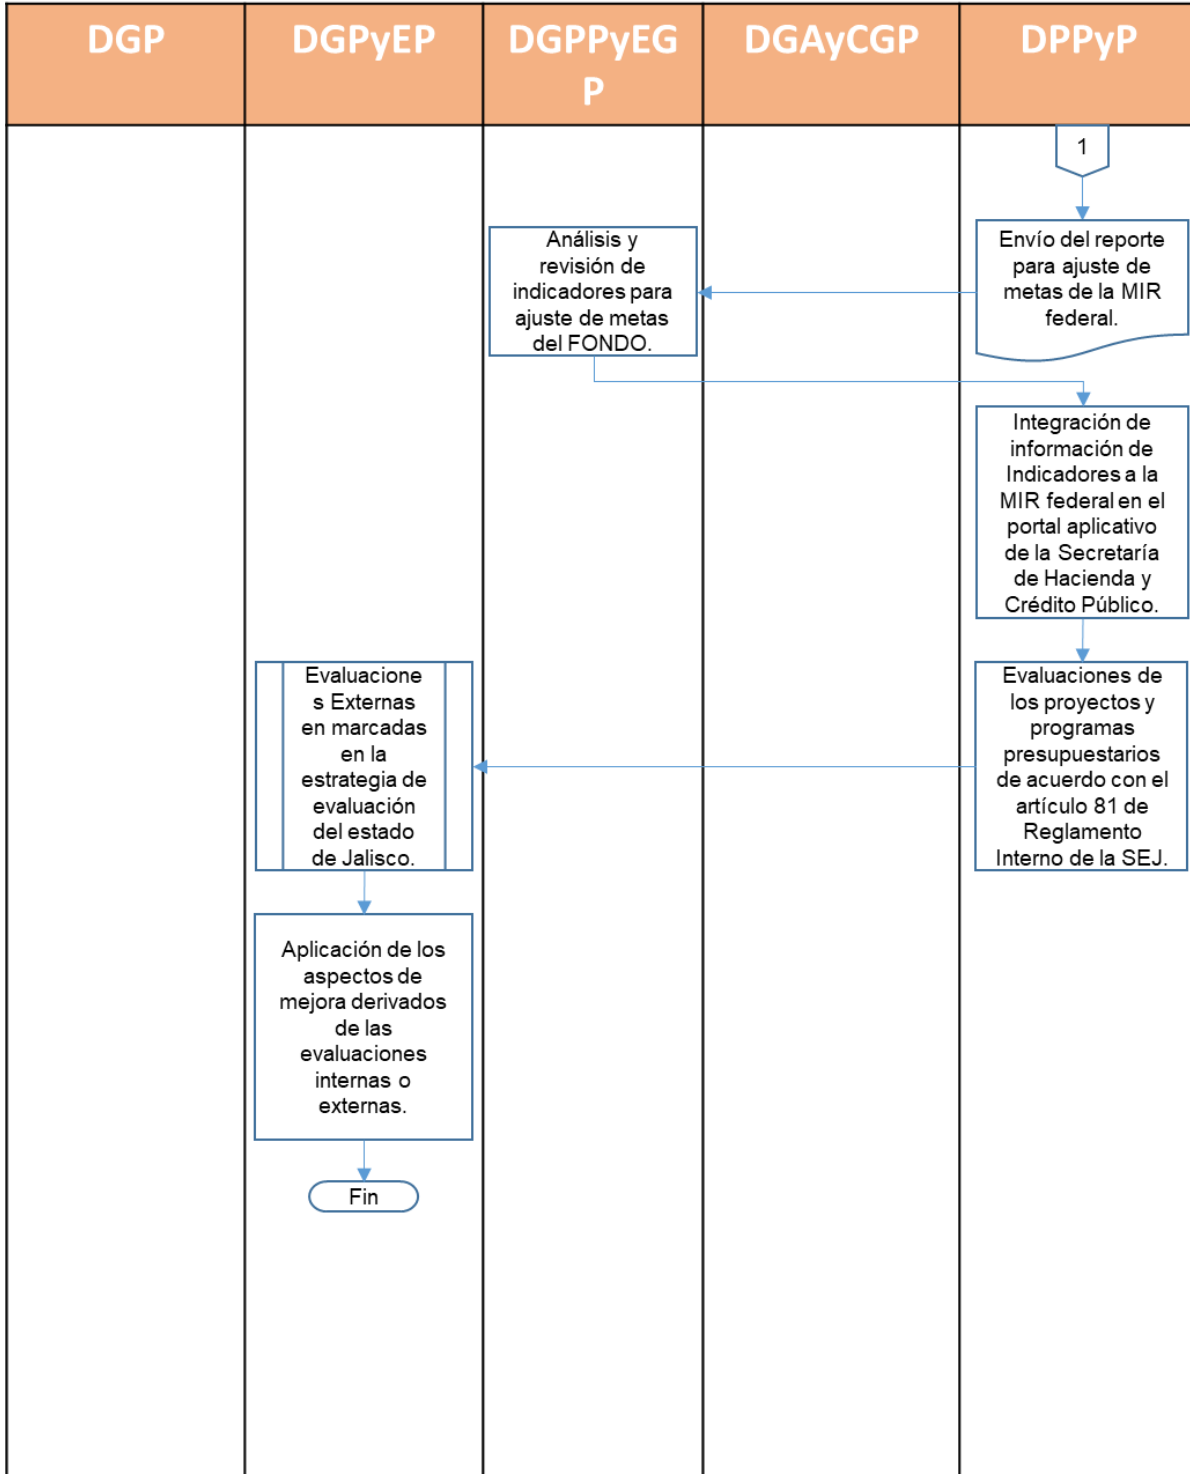 DGP
DGPyEP
DGPPyEG
P
DGAyCGP
DPPyP
1
Envío del reporte
para ajuste de
metas de la MIR
federal.
Análisis y
revisión de
indicadores para
ajuste de metas
del FONDO.
Integración de
información de
Indicadores a la
MIR federal en el
portal aplicativo
de la Secretaría
de Hacienda y
Crédito Público.
Evaluaciones de
los proyectos y
programas
presupuestarios
de acuerdo con el
artículo 81 de
Reglamento
Interno de la SEJ.
Evaluacione
s Externas
en marcadas
en la
estrategia de
evaluación
del estado
de Jalisco.
Aplicación de los
aspectos de
mejora derivados
de las
evaluaciones
internas o
externas.
Fin